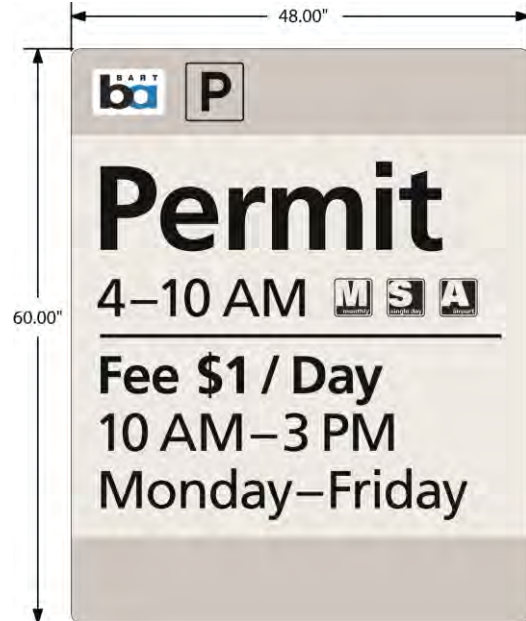 48.00"
BART
ba P
Permit
4–10 AM M monthly S single day A airport
60.00"
Fee $1 / Day
10 AM–3 PM
Monday–Friday